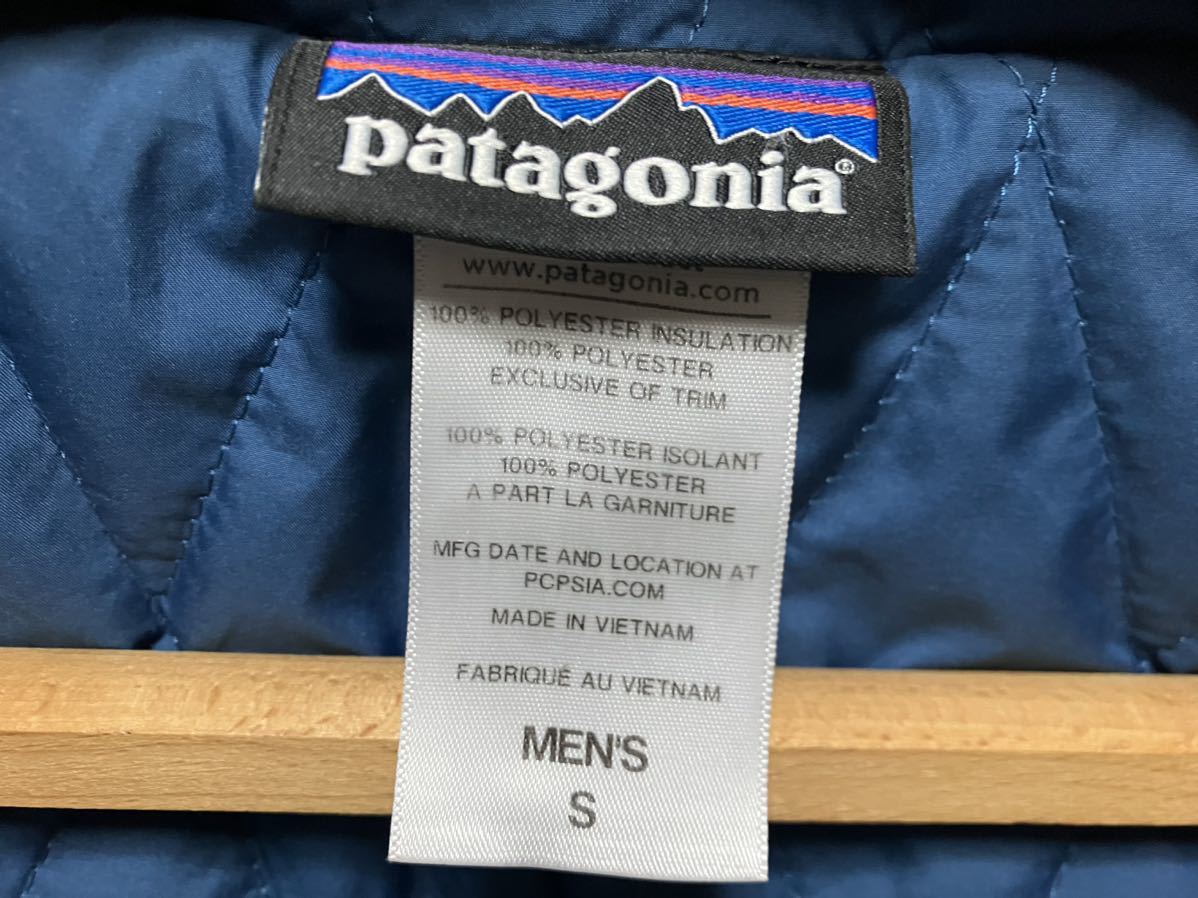 patagonia®
www.patagonia.com
100% POLYESTER INSULATION
100% POLYESTER
EXCLUSIVE OF TRIM
100% POLYESTER ISOLANT
100% POLYESTER
A PART LA GARNITURE
MFG DATE AND LOCATION AT
PCPSIA.COM
MADE IN VIETNAM
FABRIQUÉ AU VIETNAM
MEN'S
S